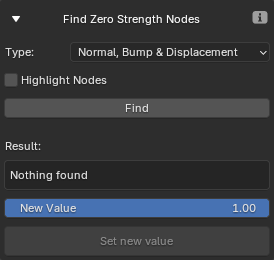 Find Zero Strength Nodes
Type: Normal, Bump & Displacement
Highlight Nodes
Find
Result:
Nothing found
New Value 1.00
Set new value